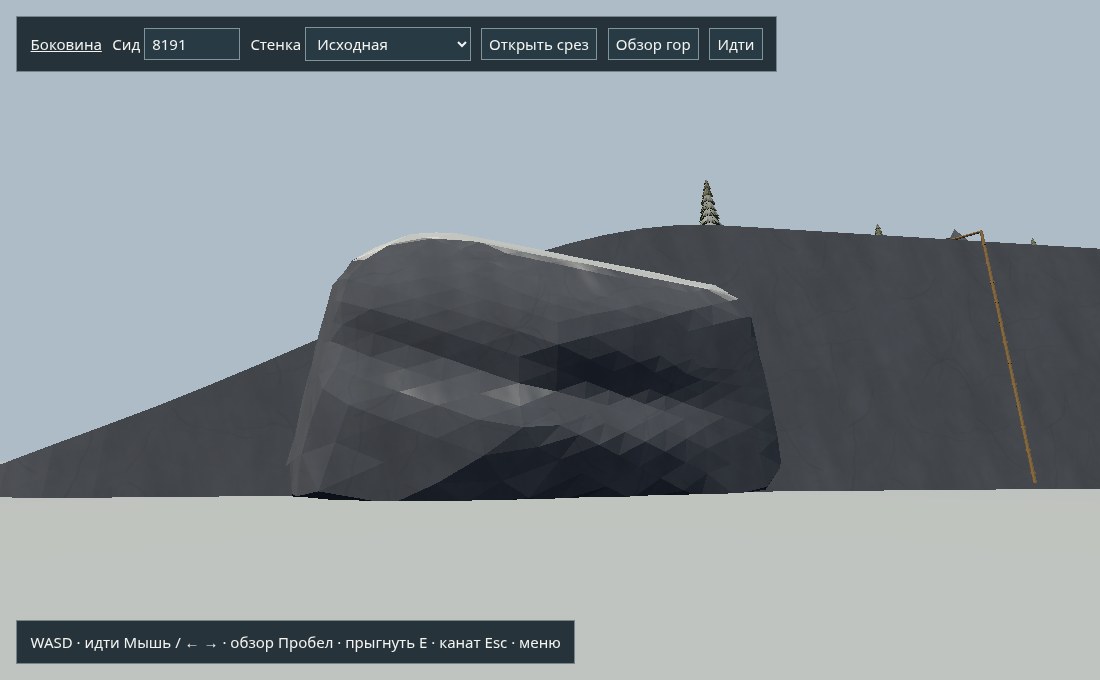 Боковина Сид 8191 Стенка Исходная Открыть срез Обзор гор Идти
WASD · идти Мышь / ← → · обзор Пробел · прыгнуть E · канат Esc · меню